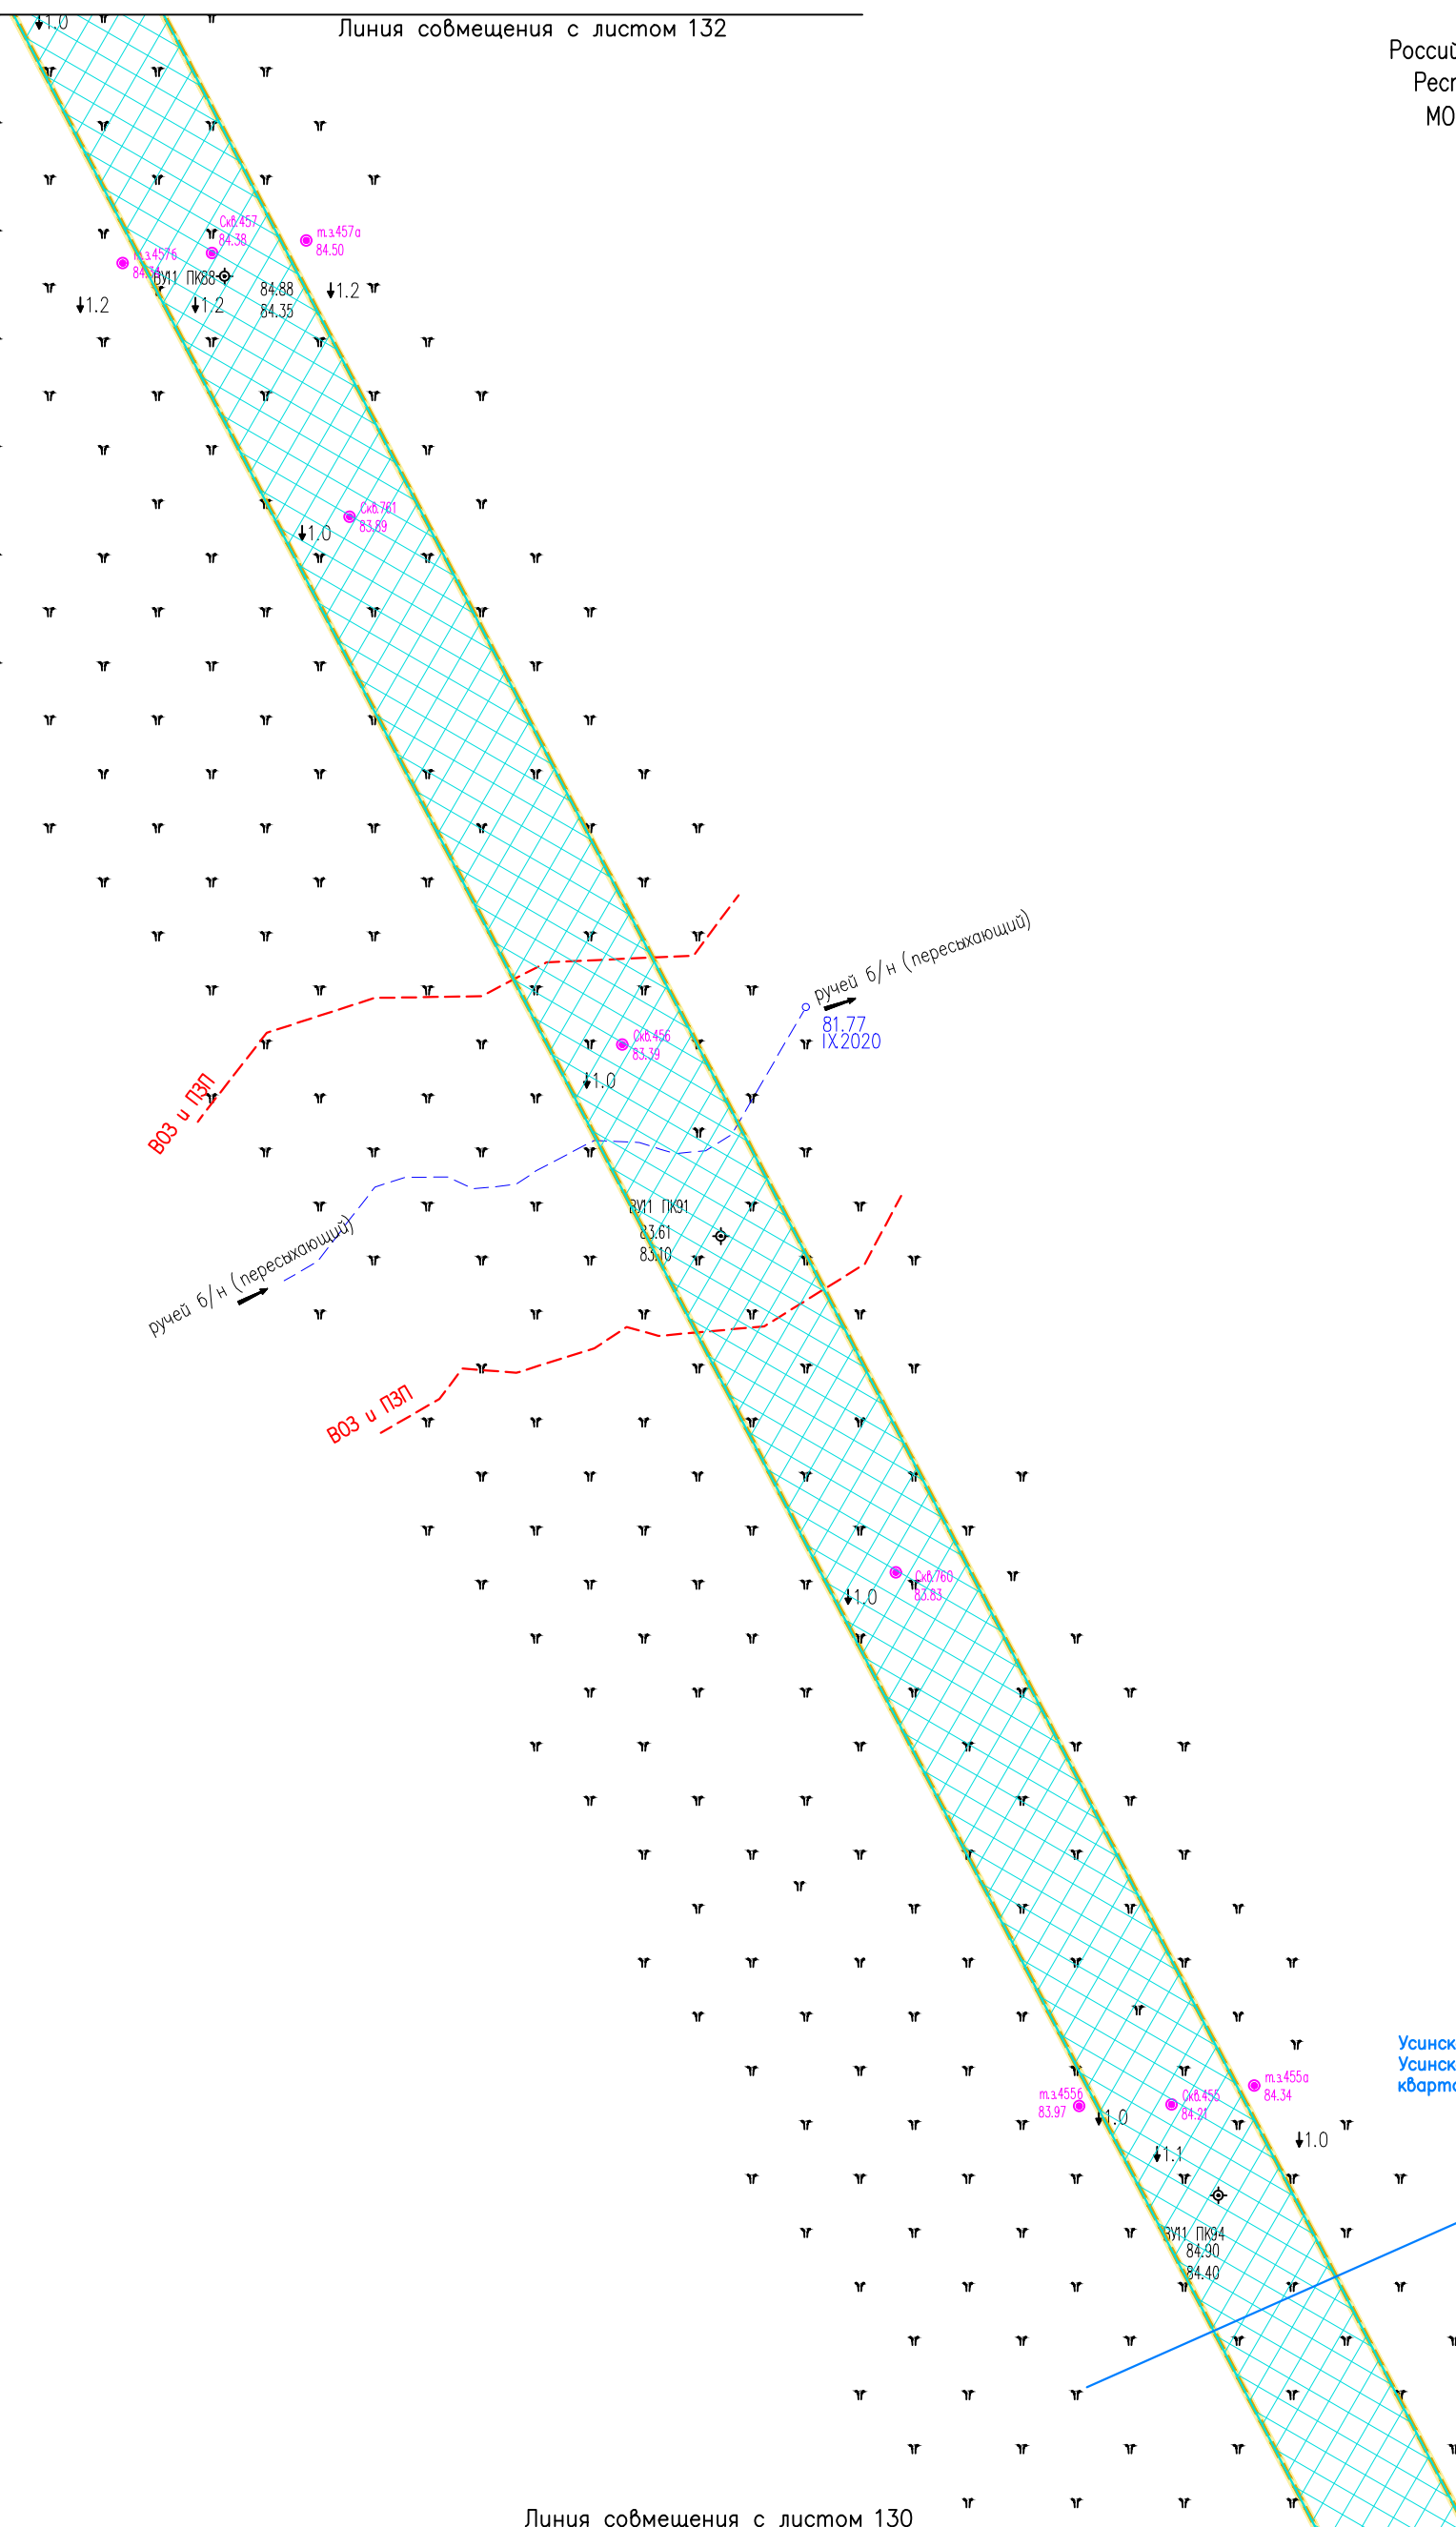 ↓1.0
Линия совмещения с листом 132
Россий
Респ
МО
Скв.457
84.38
т.з.457а
84.50
т.з.457б
ВУ11 ПК88
84.88
84.35
↓1.2
↓1.2
↓1.2
Скв.761
83.89
↓1.0
ручей б/н (пересыхающий)
81.77
IX.2020
Скв.456
83.39
↓1.0
ВОЗ и ПЗП
ВУ11 ПК91
83.61
83.10
ручей б/н (пересыхающий)
ВОЗ и ПЗП
Скв.760
83.83
↓1.0
Усинск
Усинск
кварта
т.з.455а
84.34
т.з.455б
83.97
Скв.455
84.21
↓1.0
↓1.0
↓1.1
ВУ11 ПК94
84.90
84.40
Линия совмещения с листом 130